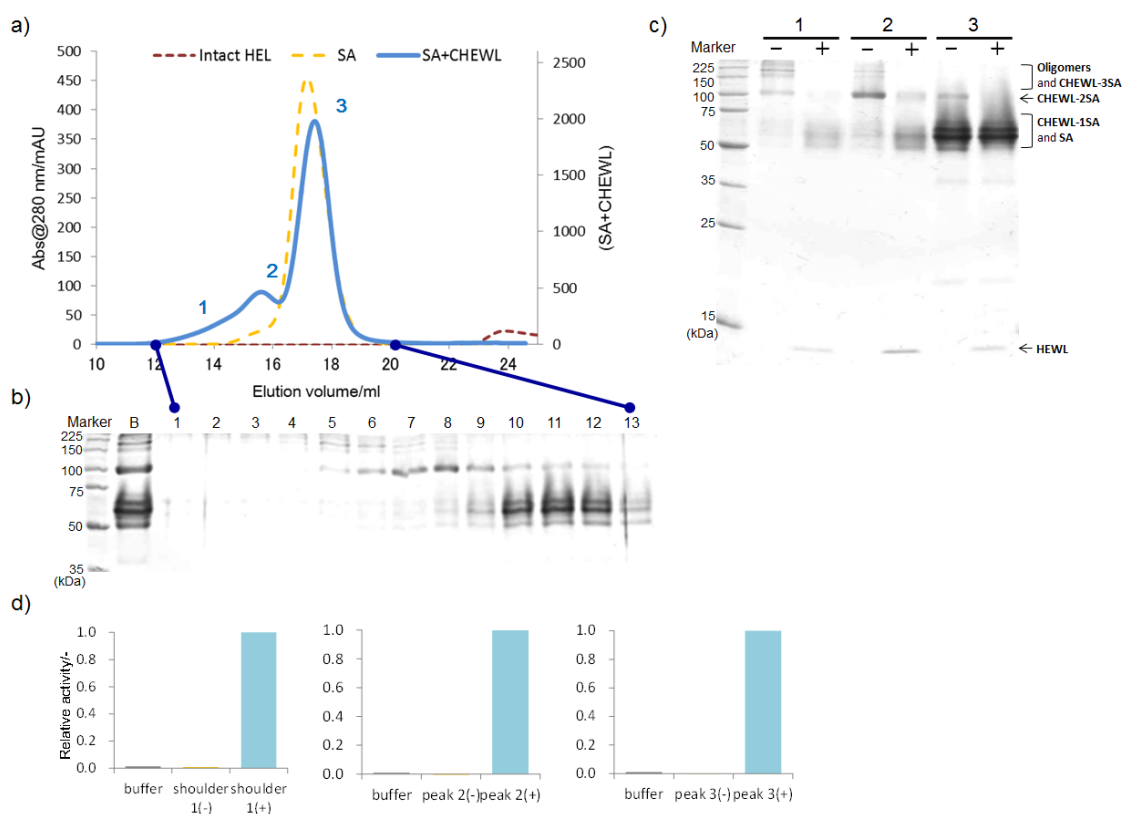 a)
Intact HEL SA SA+CHEWL
500
450
400
350
300
250
200
150
100
50
0
Abs@280 nm/mAU
2500
2000
1500
1000
500
0
(SA+CHEWL)
1
2
3
10 12 14 16 18 20 22 24
Elution volume/ml
b)
Marker B 1 2 3 4 5 6 7 8 9 10 11 12 13
225
150
100
75
50
35
(kDa)
c)
1 2 3
Marker − + − + − +
225
150
100
75
50
35
25
15
(kDa)
Oligomers
and CHEWL-3SA
CHEWL-2SA
CHEWL-1SA
and SA
HEWL
d)
Relative activity/-
1.0
0.8
0.6
0.4
0.2
0.0
buffer shoulder shoulder
1(-) 1(+)
1.0
0.8
0.6
0.4
0.2
0.0
buffer peak 2(-) peak 2(+)
1.0
0.8
0.6
0.4
0.2
0.0
buffer peak 3(-) peak 3(+)